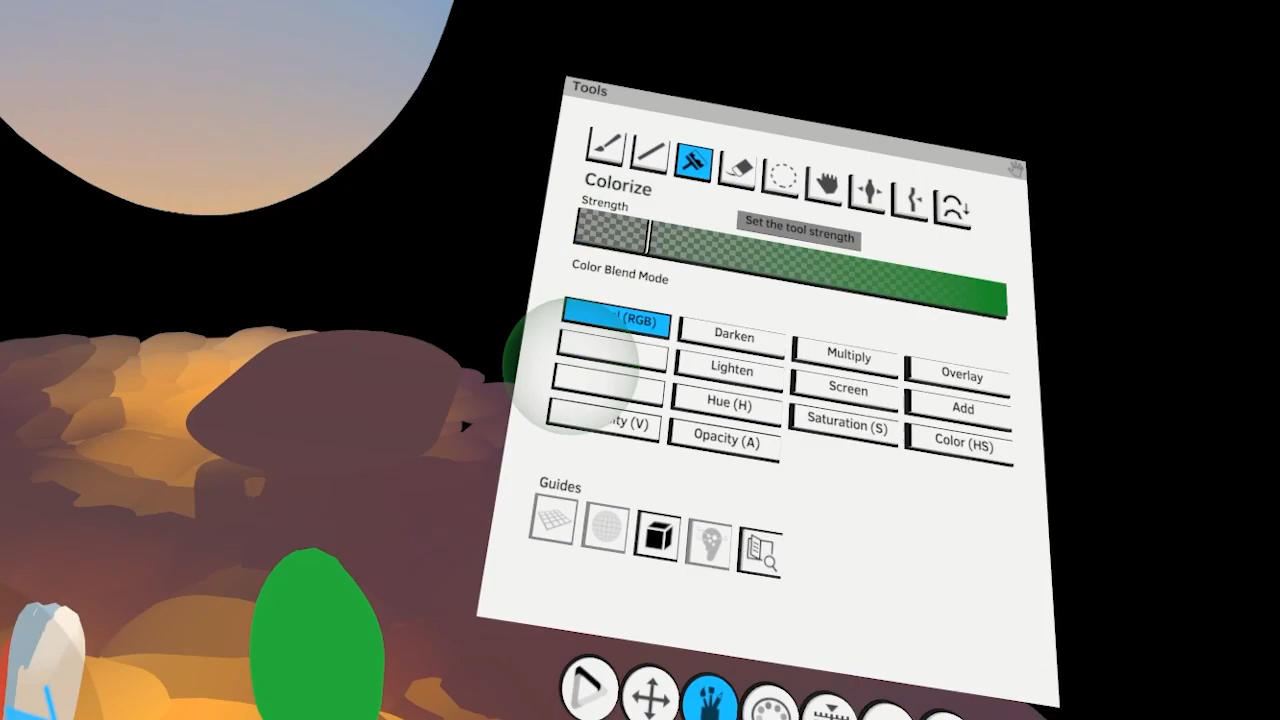 Tools
Colorize
Strength
Set the tool strength
Color Blend Mode
(RGB)
Darken
Multiply
Overlay
Lighten
Screen
Add
Hue (H)
Saturation (S)
Color (HS)
(V)
Opacity (A)
Guides